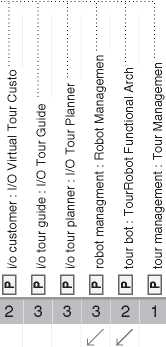 P i/o customer : I/O Virtual Tour Custo
P i/o tour guide : I/O Tour Guide
P i/o tour planner : I/O Tour Planner
P robot managment : Robot Managemen
P tour bot : TourRobot Functional Arch
P tour management : Tour Managemen
2 3 3 3 2 1